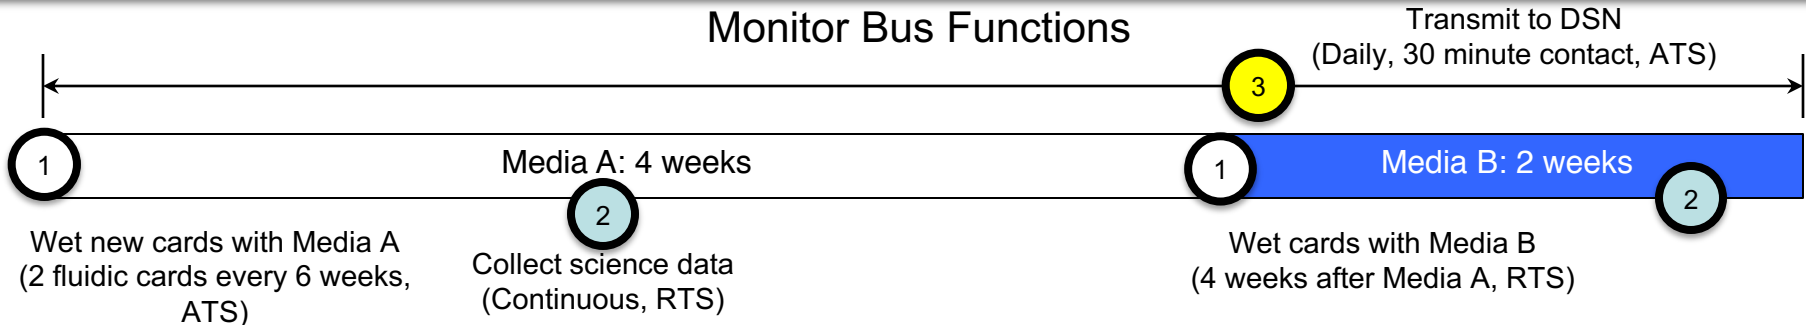 Monitor Bus Functions
Transmit to DSN
(Daily, 30 minute contact, ATS)
3
1
Media A: 4 weeks
1
Media B: 2 weeks
2
2
Wet new cards with Media A
(2 fluidic cards every 6 weeks,
ATS)
Collect science data
(Continuous, RTS)
Wet cards with Media B
(4 weeks after Media A, RTS)